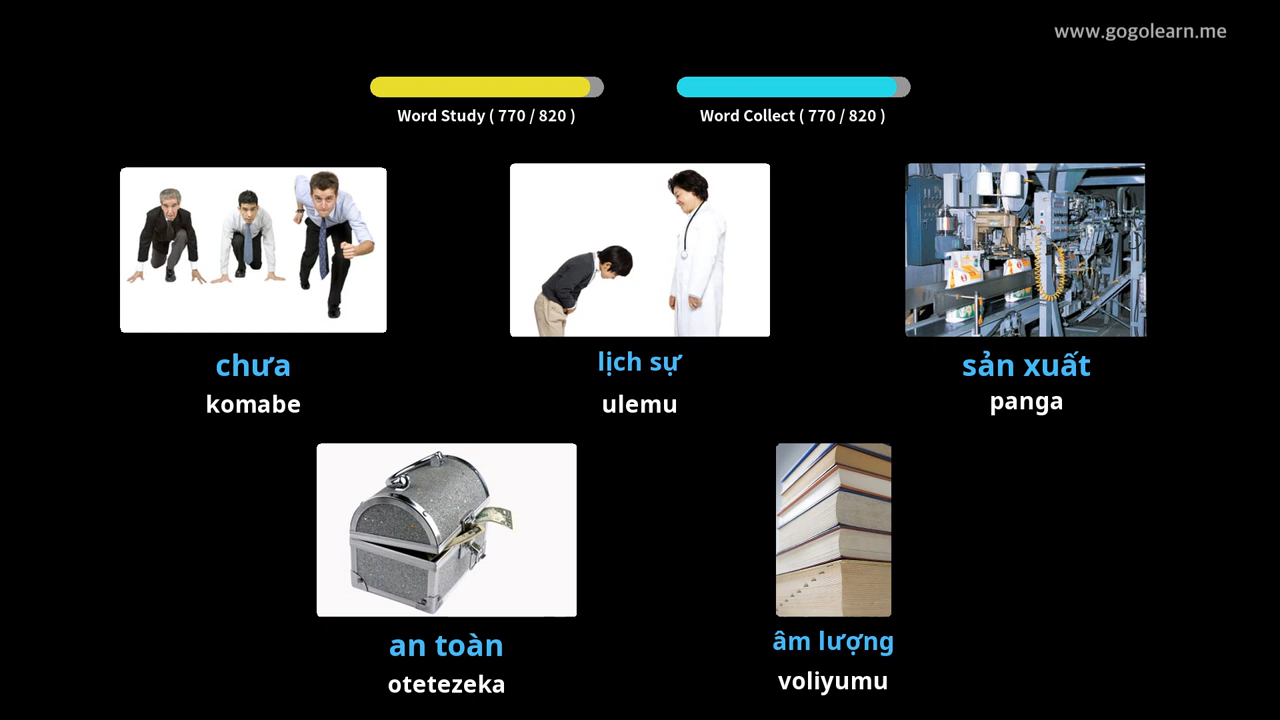 www.gogolearn.me
Word Study ( 770 / 820 )
Word Collect ( 770 / 820 )
chưa
komabe
lịch sự
ulemu
sản xuất
panga
an toàn
otetezeka
âm lượng
voliyumu